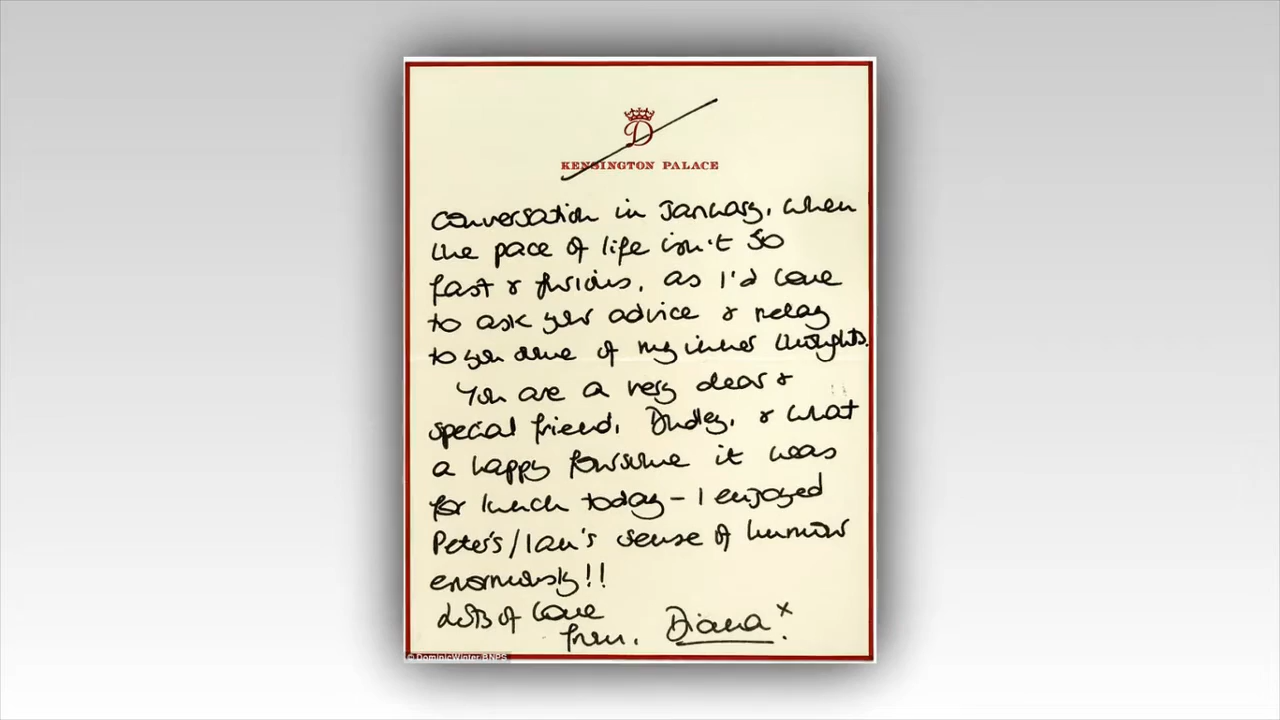 D
KENSINGTON PALACE
conversation in January, when
the pace of life isn't so
fast & furious, as I'd love
to ask your advice & relay
to you some of my inner thoughts.
You are a very dear &
special friend, Dudley, & what
a happy foursome it was
for lunch today – I enjoyed
Peter's/Ian's sense of humour
enormously!!
Lots of love
from, Diana x
© DominicWinter/BNPS